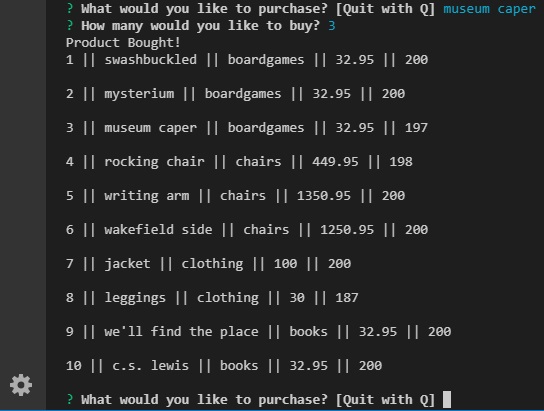 ? What would you like to purchase? [Quit with Q] museum caper
? How many would you like to buy? 3
Product Bought!
1 || swashbuckled || boardgames || 32.95 || 200
2 || mysterium || boardgames || 32.95 || 200
3 || museum caper || boardgames || 32.95 || 197
4 || rocking chair || chairs || 449.95 || 198
5 || writing arm || chairs || 1350.95 || 200
6 || wakefield side || chairs || 1250.95 || 200
7 || jacket || clothing || 100 || 200
8 || leggings || clothing || 30 || 187
9 || we'll find the place || books || 32.95 || 200
10 || c.s. lewis || books || 32.95 || 200
? What would you like to purchase? [Quit with Q]